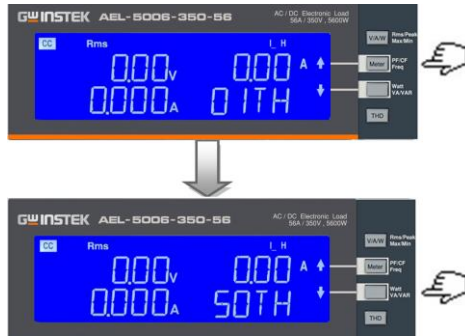 GWINSTEK AEL-5006-350-56
AC / DC Electronic Load
56A / 350V , 5600W
CC Rms I_H
0.00V 0.00 A
0.000A 01TH
V/A/W Rms/Peak Max/Min
Meter PF/CF Freq
Watt VA/VAR
THD
GWINSTEK AEL-5006-350-56
AC / DC Electronic Load
56A / 350V , 5600W
CC Rms I_H
0.00V 0.00 A
0.000A 50TH
V/A/W Rms/Peak Max/Min
Meter PF/CF Freq
Watt VA/VAR
THD